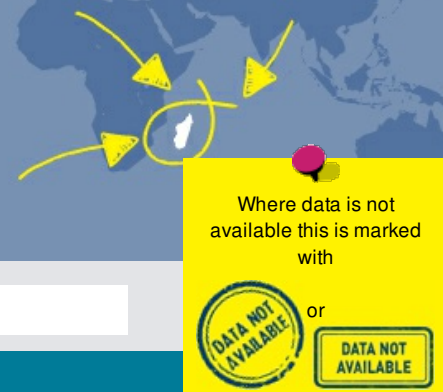 Where data is not
available this is marked
with
DATA NOT
AVAILABLE
or
DATA NOT
AVAILABLE